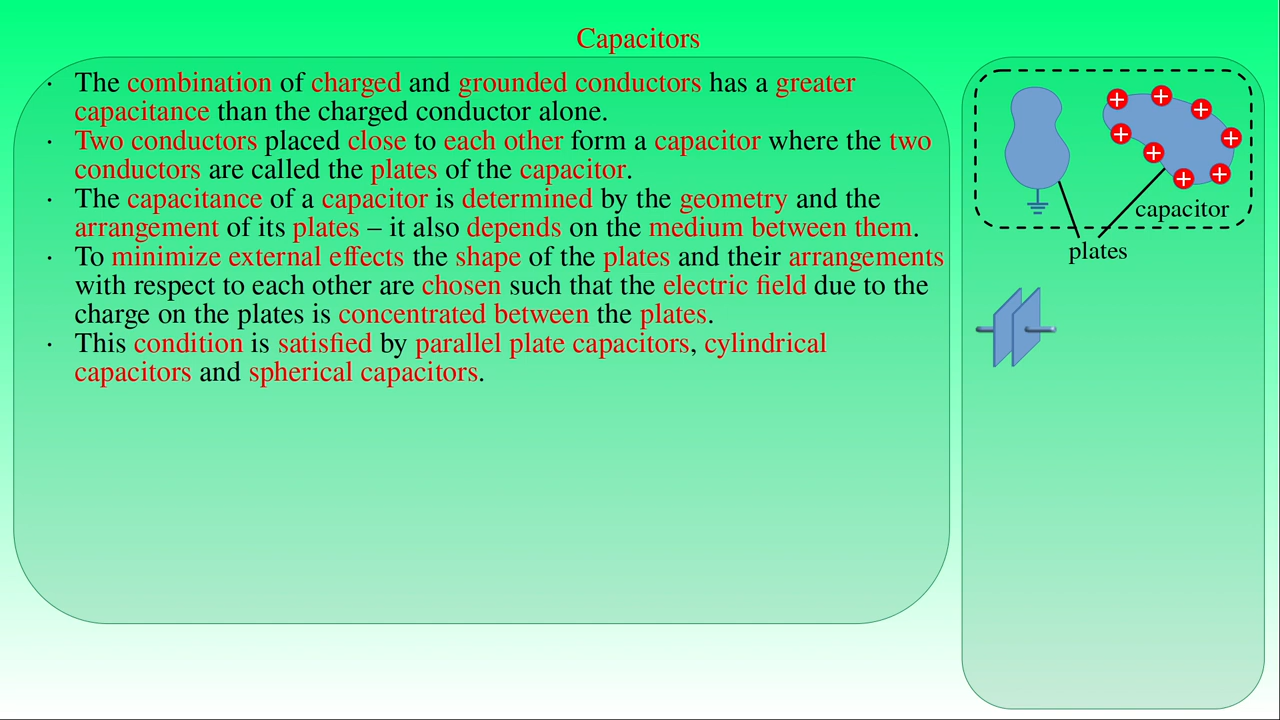 Capacitors
· The combination of charged and grounded conductors has a greater
capacitance than the charged conductor alone.
· Two conductors placed close to each other form a capacitor where the two
conductors are called the plates of the capacitor.
· The capacitance of a capacitor is determined by the geometry and the
arrangement of its plates – it also depends on the medium between them.
· To minimize external effects the shape of the plates and their arrangements
with respect to each other are chosen such that the electric field due to the
charge on the plates is concentrated between the plates.
· This condition is satisfied by parallel plate capacitors, cylindrical
capacitors and spherical capacitors.
capacitor
plates